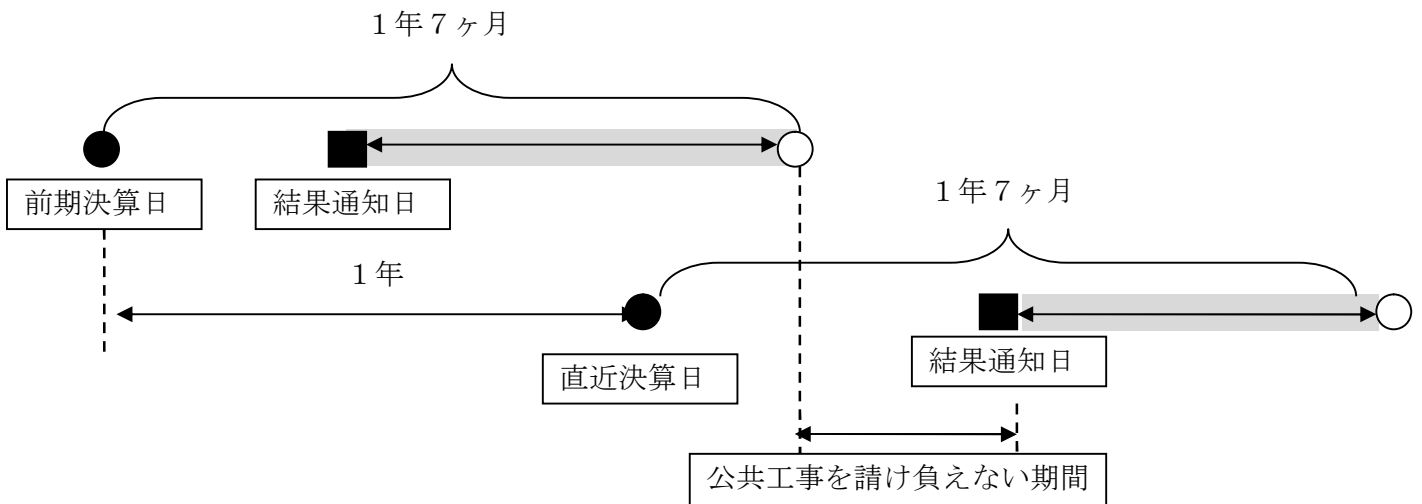 １年７ヶ月
前期決算日
結果通知日
１年７ヶ月
１年
直近決算日
結果通知日
公共工事を請け負えない期間